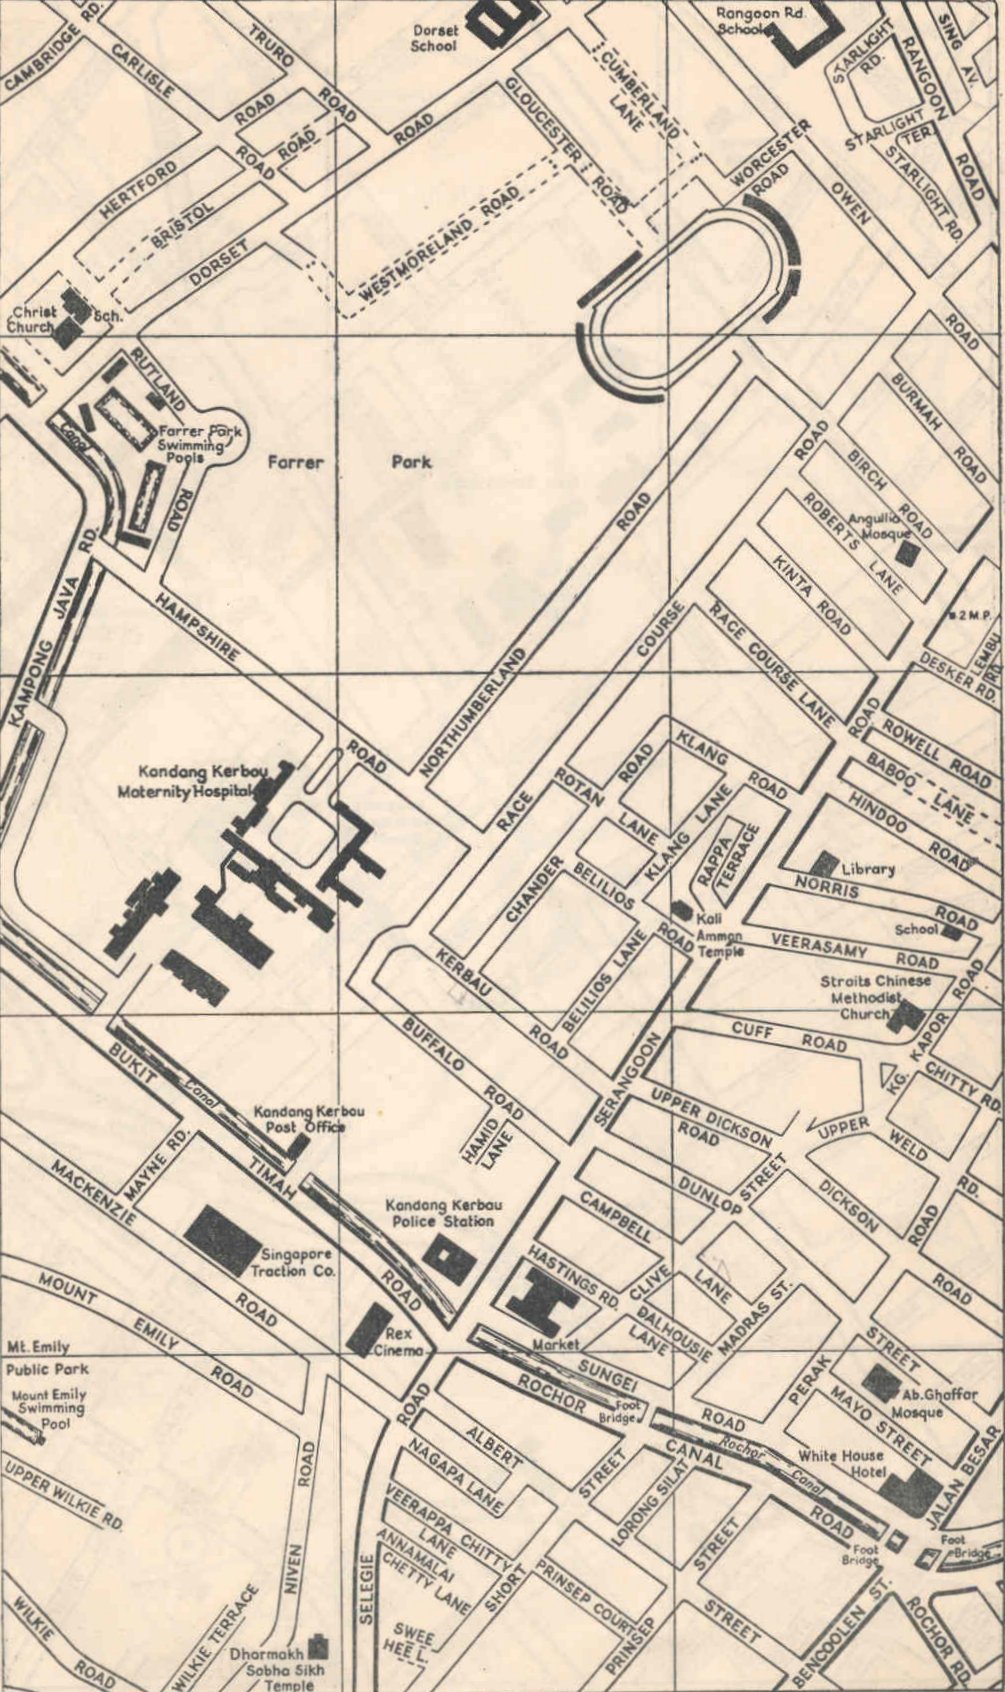 CAMBRIDGE RD.
CARLISLE
TRURO
ROAD
Dorset
School
Rangoon Rd.
School
STARLIGHT
RD.
RANGOON
ROAD
SING
AV.
CUMBERLAND
LANE
GLOUCESTER
ROAD
ROAD
ROAD
ROAD
ROAD
STARLIGHT
TER.
STARLIGHT RD.
WORCESTER
ROAD
OWEN
ROAD
HERTFORD
BRISTOL
DORSET
WESTMORELAND ROAD
Christ
Church
Sch.
RUTLAND
ROAD
Canal
Farrer Park
Swimming
Pools
Farrer Park
BURMAH ROAD
ROAD
BIRCH ROAD
ROBERTS LANE
Angullia
Mosque
KINTA ROAD
2 M.P.
LEMBU
RD.
DESKER RD.
KAMPONG JAVA RD.
HAMPSHIRE
ROAD
NORTHUMBERLAND
ROAD
RACE
COURSE
RACE COURSE LANE
ROAD
ROWELL ROAD
BABOO LANE
HINDOO
ROAD
Kandang Kerbau
Maternity Hospital
KLANG
ROAD
ROTAN
LANE
ROAD
KLANG LANE
RAPPA
TERRACE
Library
NORRIS
ROAD
School
CHANDER
BELILIOS
ROAD
Kali
Amman
Temple
VEERASAMY ROAD
Straits Chinese
Methodist
Church
BELILIOS LANE
KERBAU
ROAD
CUFF ROAD
KG. KAPOR ROAD
CHITTY RD.
BUFFALO
ROAD
SERANGOON
UPPER DICKSON
ROAD
UPPER
WELD
RD.
BUKIT
TIMAH
ROAD
Canal
Kandang Kerbau
Post Office
HAMID
LANE
MAYNE RD.
MACKENZIE
ROAD
DUNLOP
STREET
DICKSON
ROAD
ROAD
Kandang Kerbau
Police Station
CAMPBELL
LANE
Singapore
Traction Co.
HASTINGS RD.
CLIVE
DALHOUSIE
LANE
MADRAS ST.
STREET
MOUNT
EMILY
ROAD
Rex
Cinema
Market
SUNGEI
ROAD
PERAK
Mt. Emily
Public Park
Mount Emily
Swimming
Pool
Ab. Ghaffar
Mosque
MAYO STREET
ROCHOR
CANAL
ROAD
Foot
Bridge
Rochor Canal
White House
Hotel
JALAN BESAR
ROAD
ALBERT
STREET
NAGAPA LANE
LORONG SILAT
UPPER WILKIE RD.
NIVEN
ROAD
VEERAPPA CHITTY
LANE
ANNAMALAI
CHETTY LANE
Foot
Bridge
Foot
Bridge
SELEGIE
SHORT
STREET
PRINSEP COURT
PRINSEP
STREET
BENCOOLEN ST.
ROCHOR RD.
WILKIE
ROAD
WILKIE TERRACE
SWEE
HEE L.
Dharmakh
Sabha Sikh
Temple